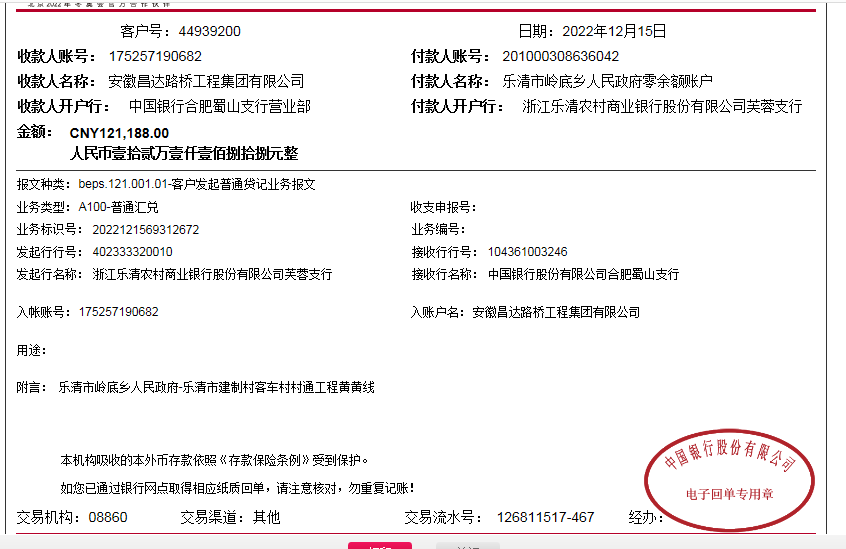 北京2022年冬奥会官方合作伙伴
客户号：44939200 日期：2022年12月15日
收款人账号： 175257190682 付款人账号： 201000308636042
收款人名称： 安徽昌达路桥工程集团有限公司 付款人名称： 乐清市岭底乡人民政府零余额账户
收款人开户行： 中国银行合肥蜀山支行营业部 付款人开户行： 浙江乐清农村商业银行股份有限公司芙蓉支行
金额： CNY121,188.00
人民币壹拾贰万壹仟壹佰捌拾捌元整
报文种类：beps.121.001.01-客户发起普通贷记业务报文
业务类型：A100-普通汇兑 收支申报号：
业务标识号： 2022121569312672 业务编号：
发起行行号： 402333320010 接收行行号： 104361003246
发起行名称： 浙江乐清农村商业银行股份有限公司芙蓉支行 接收行名称： 中国银行股份有限公司合肥蜀山支行
入帐账号：175257190682 入账户名：安徽昌达路桥工程集团有限公司
用途：
附言： 乐清市岭底乡人民政府-乐清市建制村客车村村通工程黄黄线
本机构吸收的本外币存款依照《存款保险条例》受到保护。
如您已通过银行网点取得相应纸质回单，请注意核对，勿重复记账！
中国银行股份有限公司
电子回单专用章
交易机构：08860 交易渠道：其他 交易流水号： 126811517-467 经办：